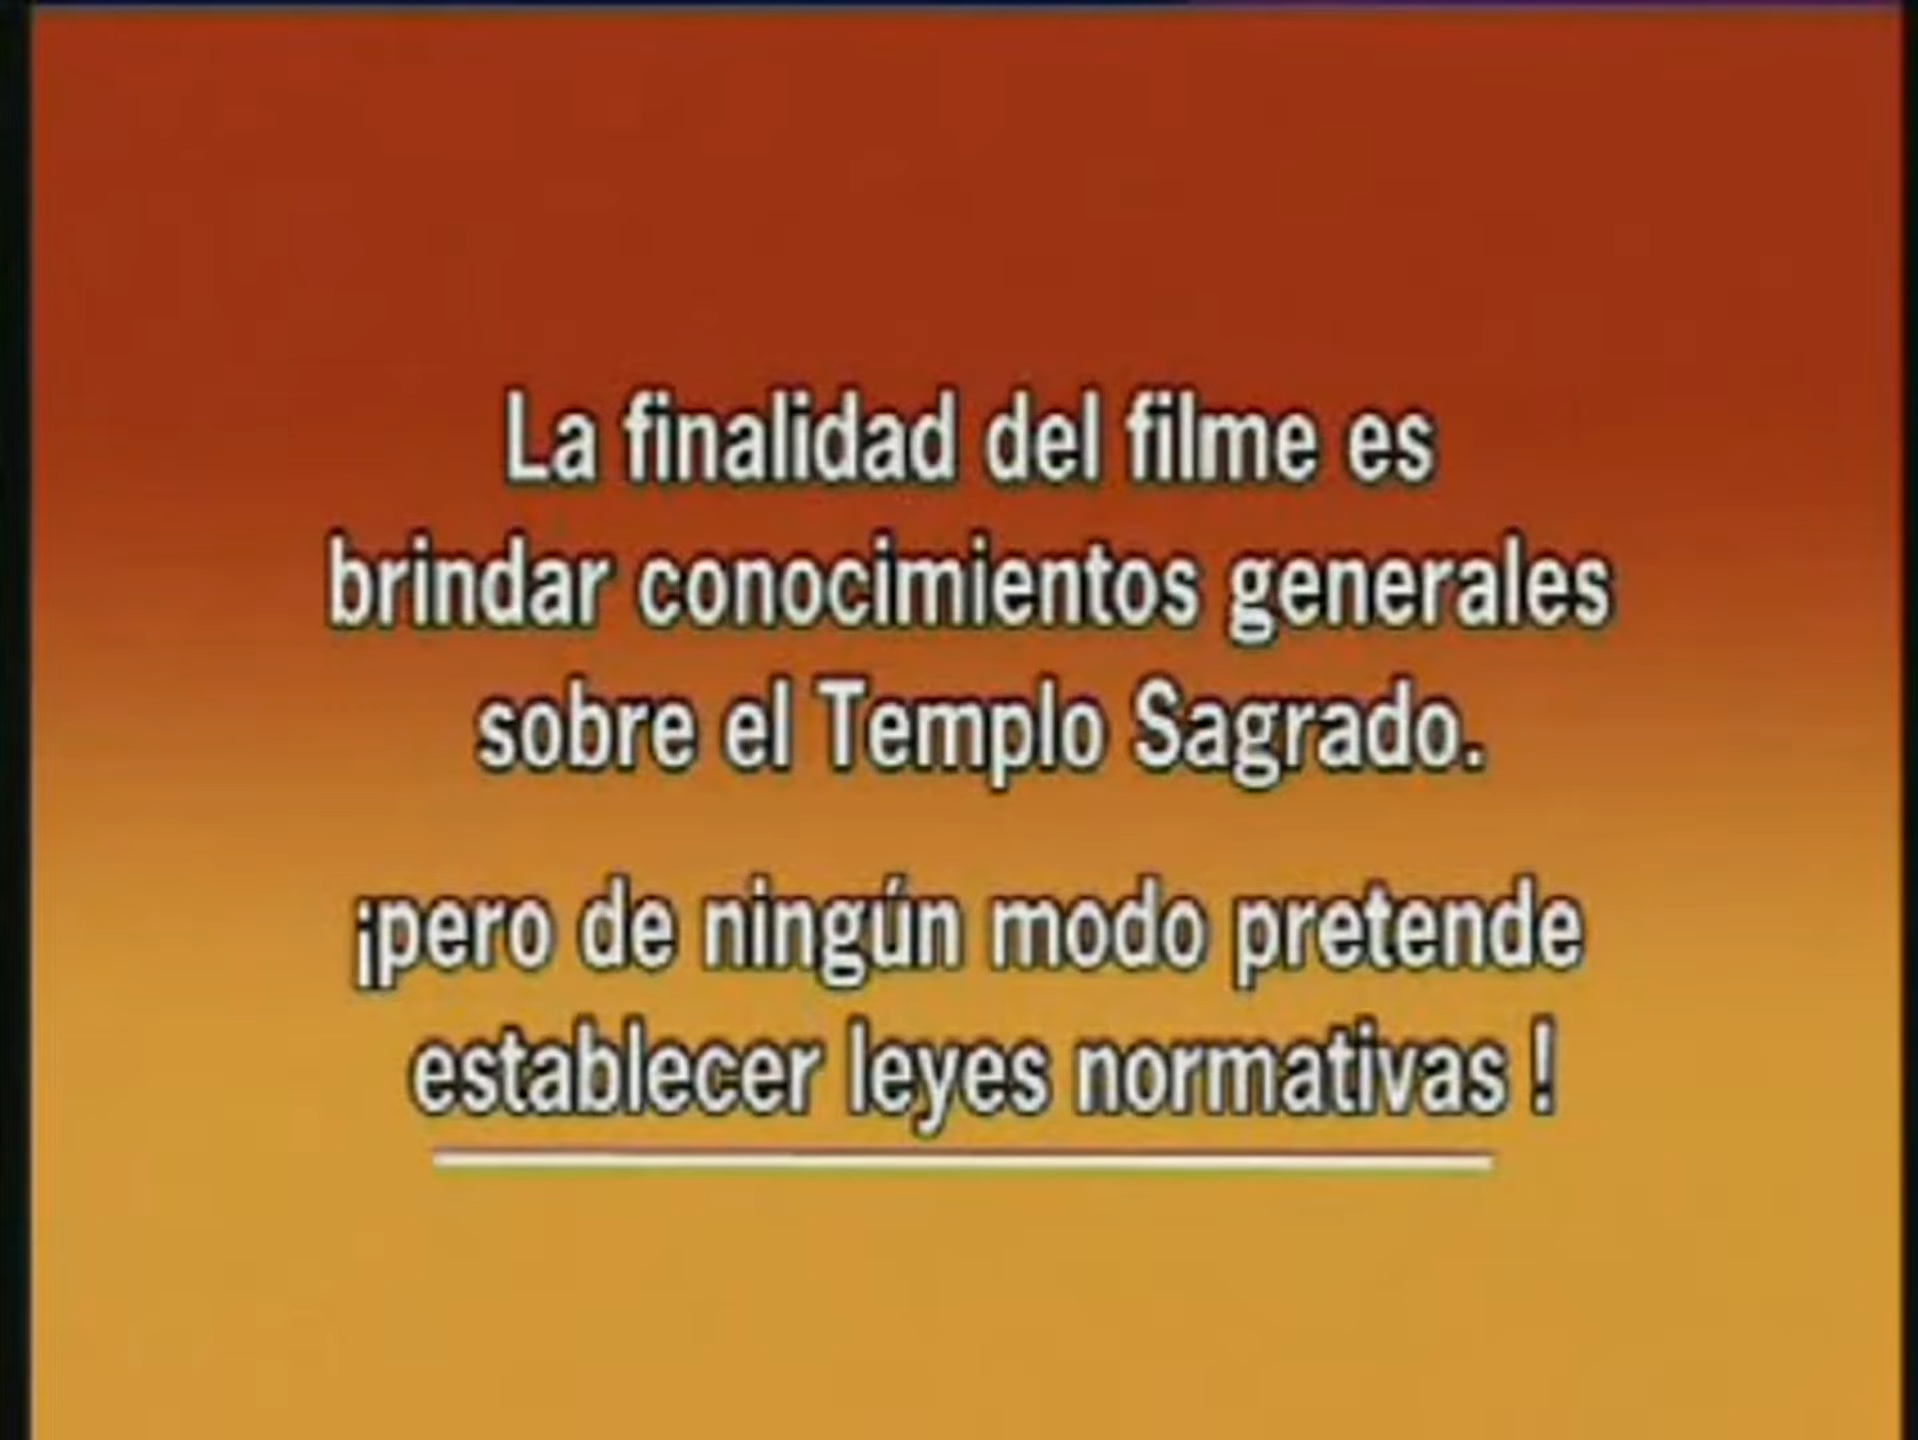 La finalidad del filme es
brindar conocimientos generales
sobre el Templo Sagrado.
¡pero de ningún modo pretende
establecer leyes normativas !